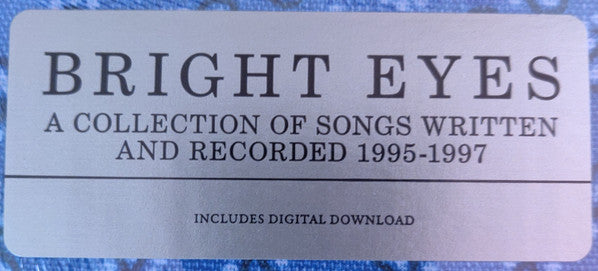 BRIGHT EYES
A COLLECTION OF SONGS WRITTEN
AND RECORDED 1995-1997
INCLUDES DIGITAL DOWNLOAD